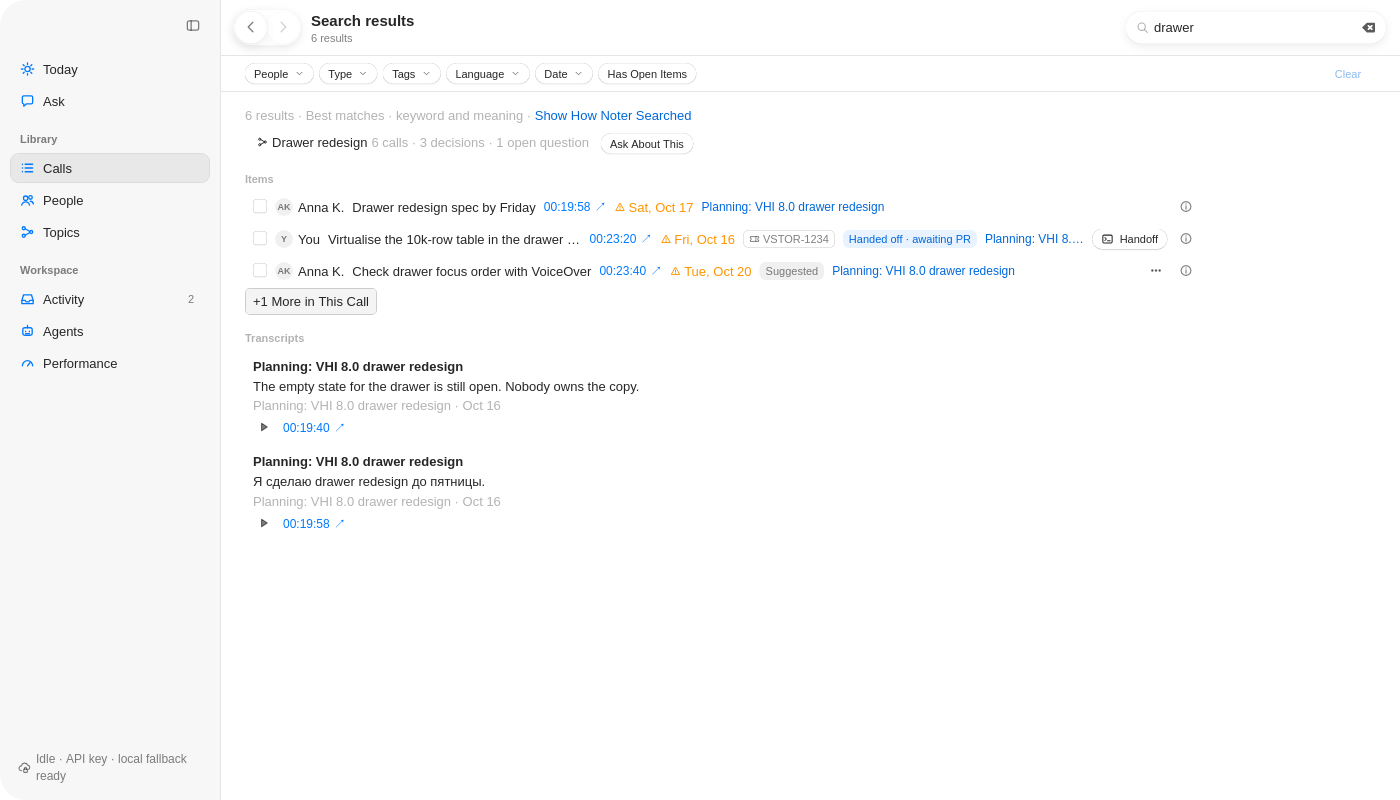 Search results
6 results
drawer
Today
Ask
Library
Calls
People
Topics
Workspace
Activity 2
Agents
Performance
Idle · API key · local fallback
ready
People Type Tags Language Date Has Open Items Clear
6 results · Best matches · keyword and meaning · Show How Noter Searched
Drawer redesign 6 calls · 3 decisions · 1 open question Ask About This
Items
AK Anna K. Drawer redesign spec by Friday 00:19:58 ↗ Sat, Oct 17 Planning: VHI 8.0 drawer redesign
Y You Virtualise the 10k-row table in the drawer … 00:23:20 ↗ Fri, Oct 16 VSTOR-1234 Handed off · awaiting PR Planning: VHI 8.… Handoff
AK Anna K. Check drawer focus order with VoiceOver 00:23:40 ↗ Tue, Oct 20 Suggested Planning: VHI 8.0 drawer redesign
+1 More in This Call
Transcripts
Planning: VHI 8.0 drawer redesign
The empty state for the drawer is still open. Nobody owns the copy.
Planning: VHI 8.0 drawer redesign · Oct 16
00:19:40 ↗
Planning: VHI 8.0 drawer redesign
Я сделаю drawer redesign до пятницы.
Planning: VHI 8.0 drawer redesign · Oct 16
00:19:58 ↗